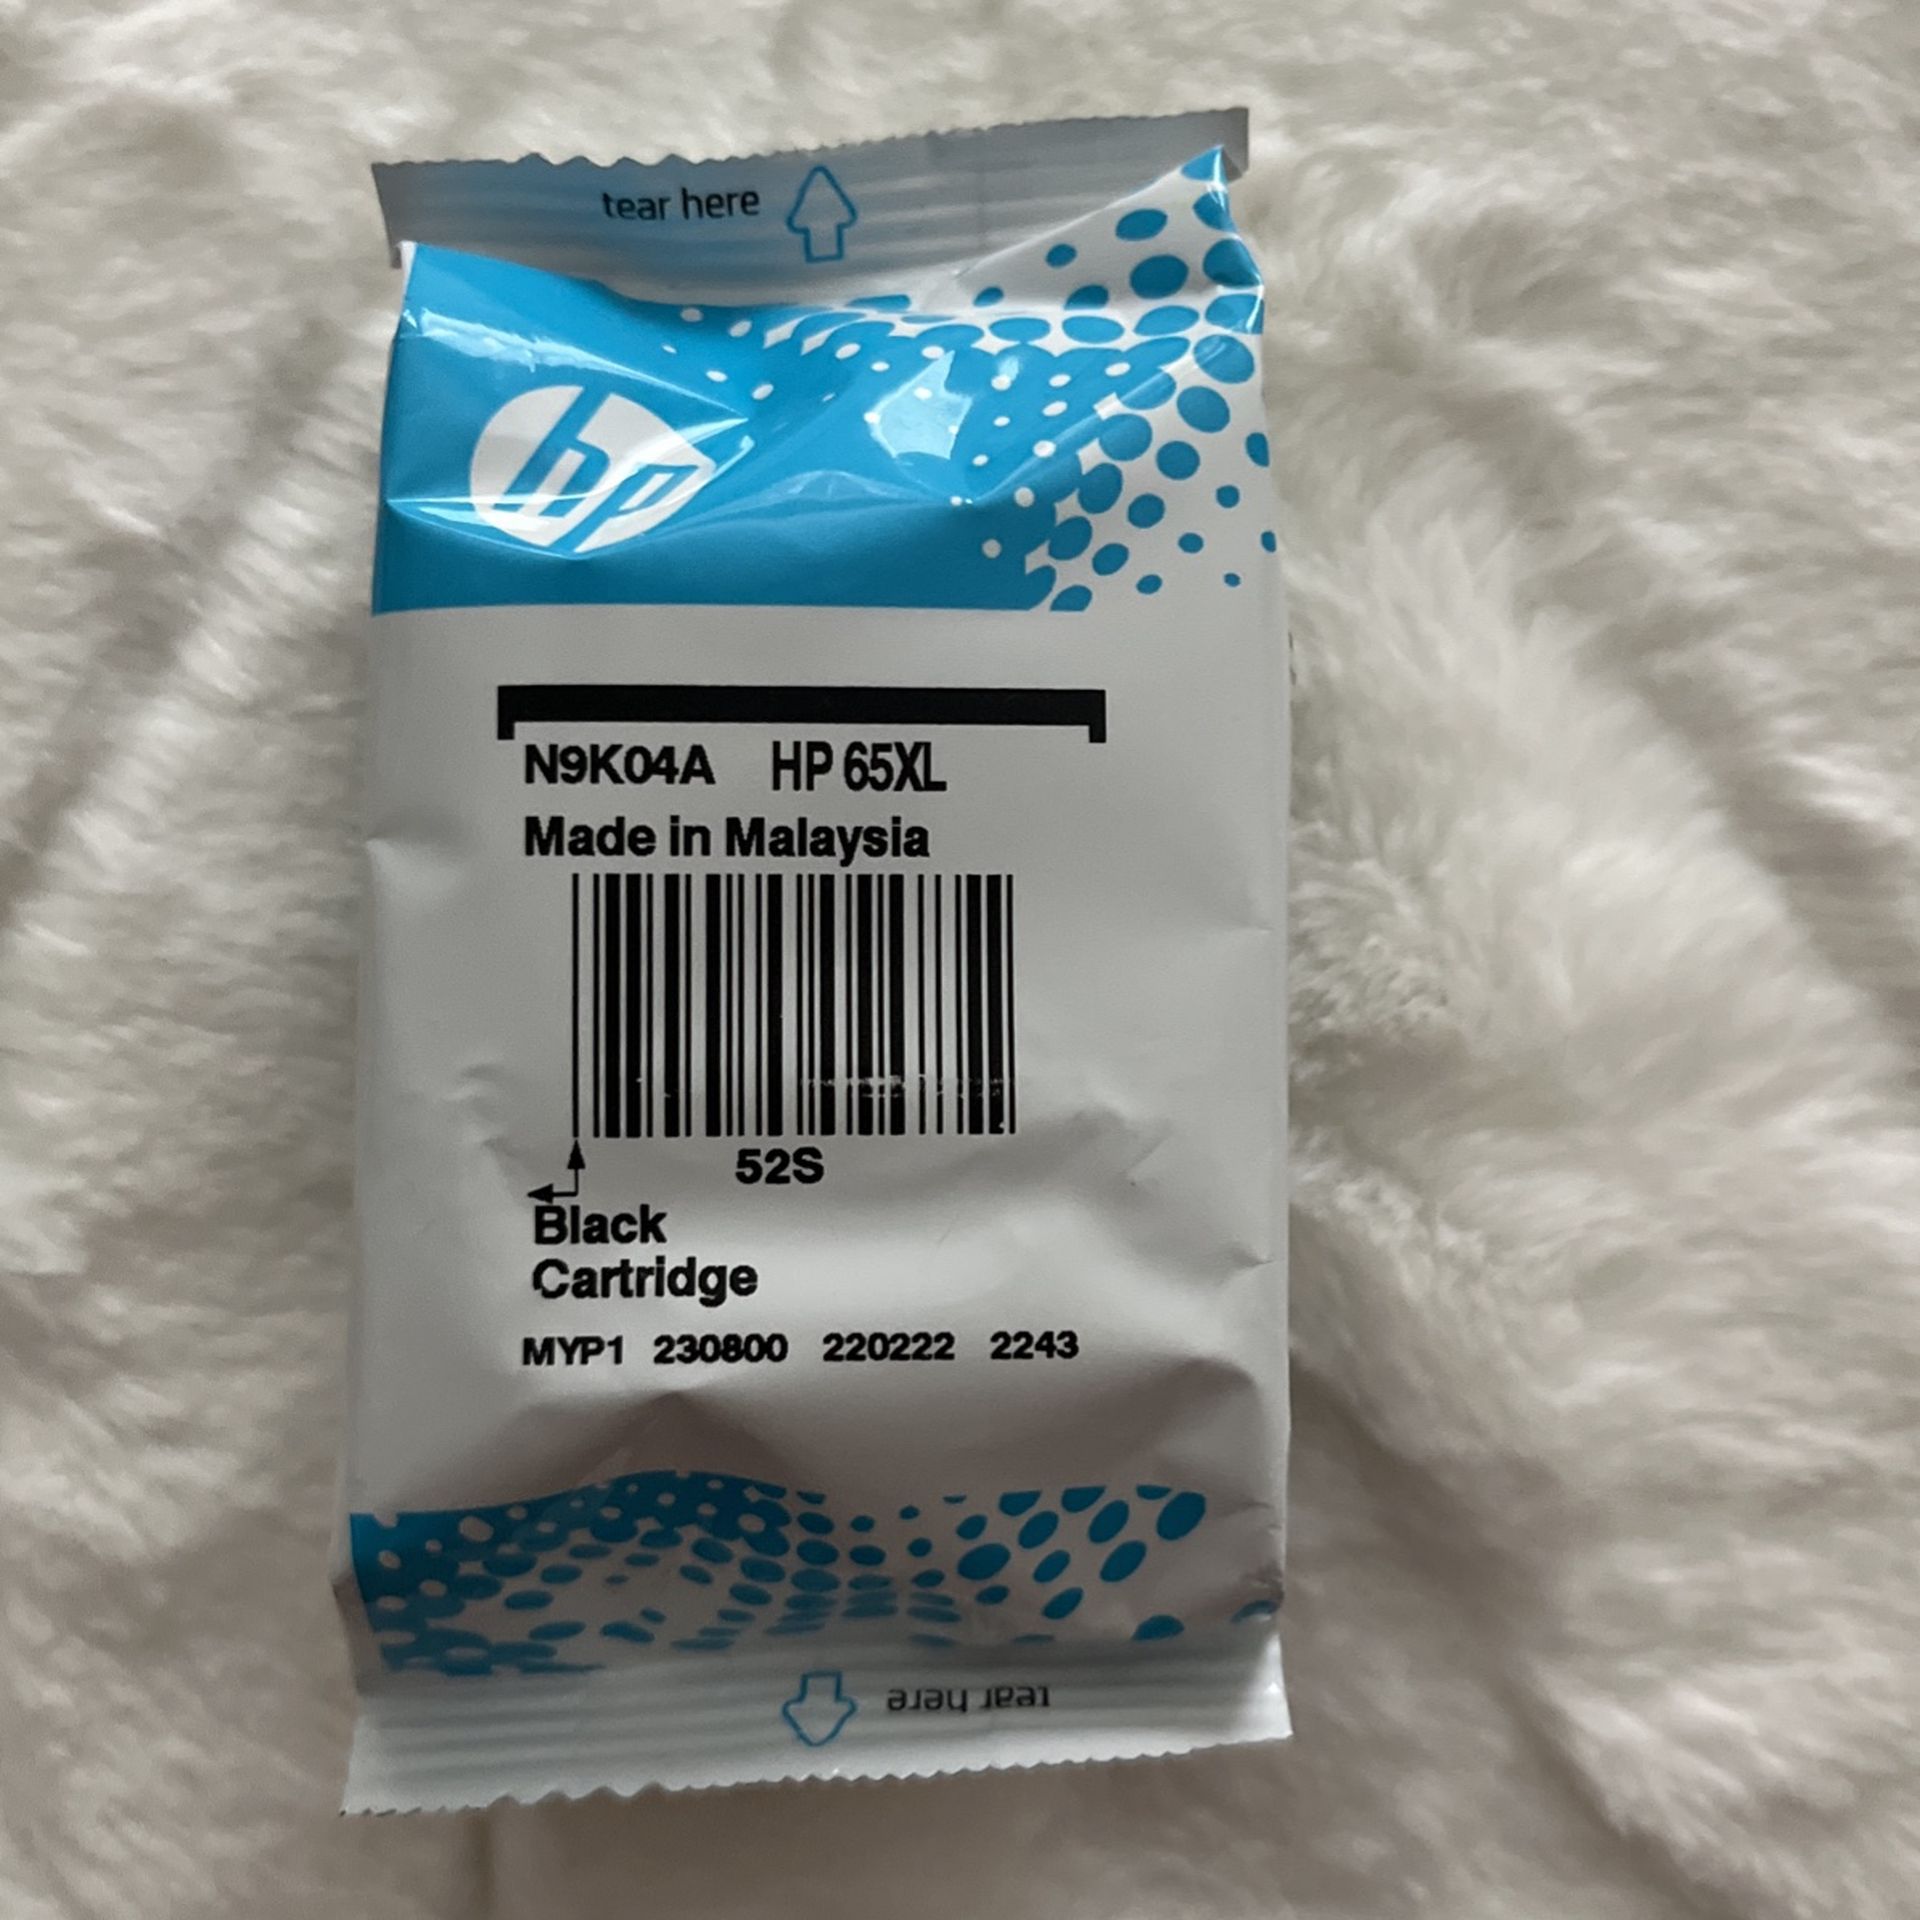 tear here
hp
N9K04A HP 65XL
Made in Malaysia
52S
Black
Cartridge
MYP1 230800 220222 2243
tear here